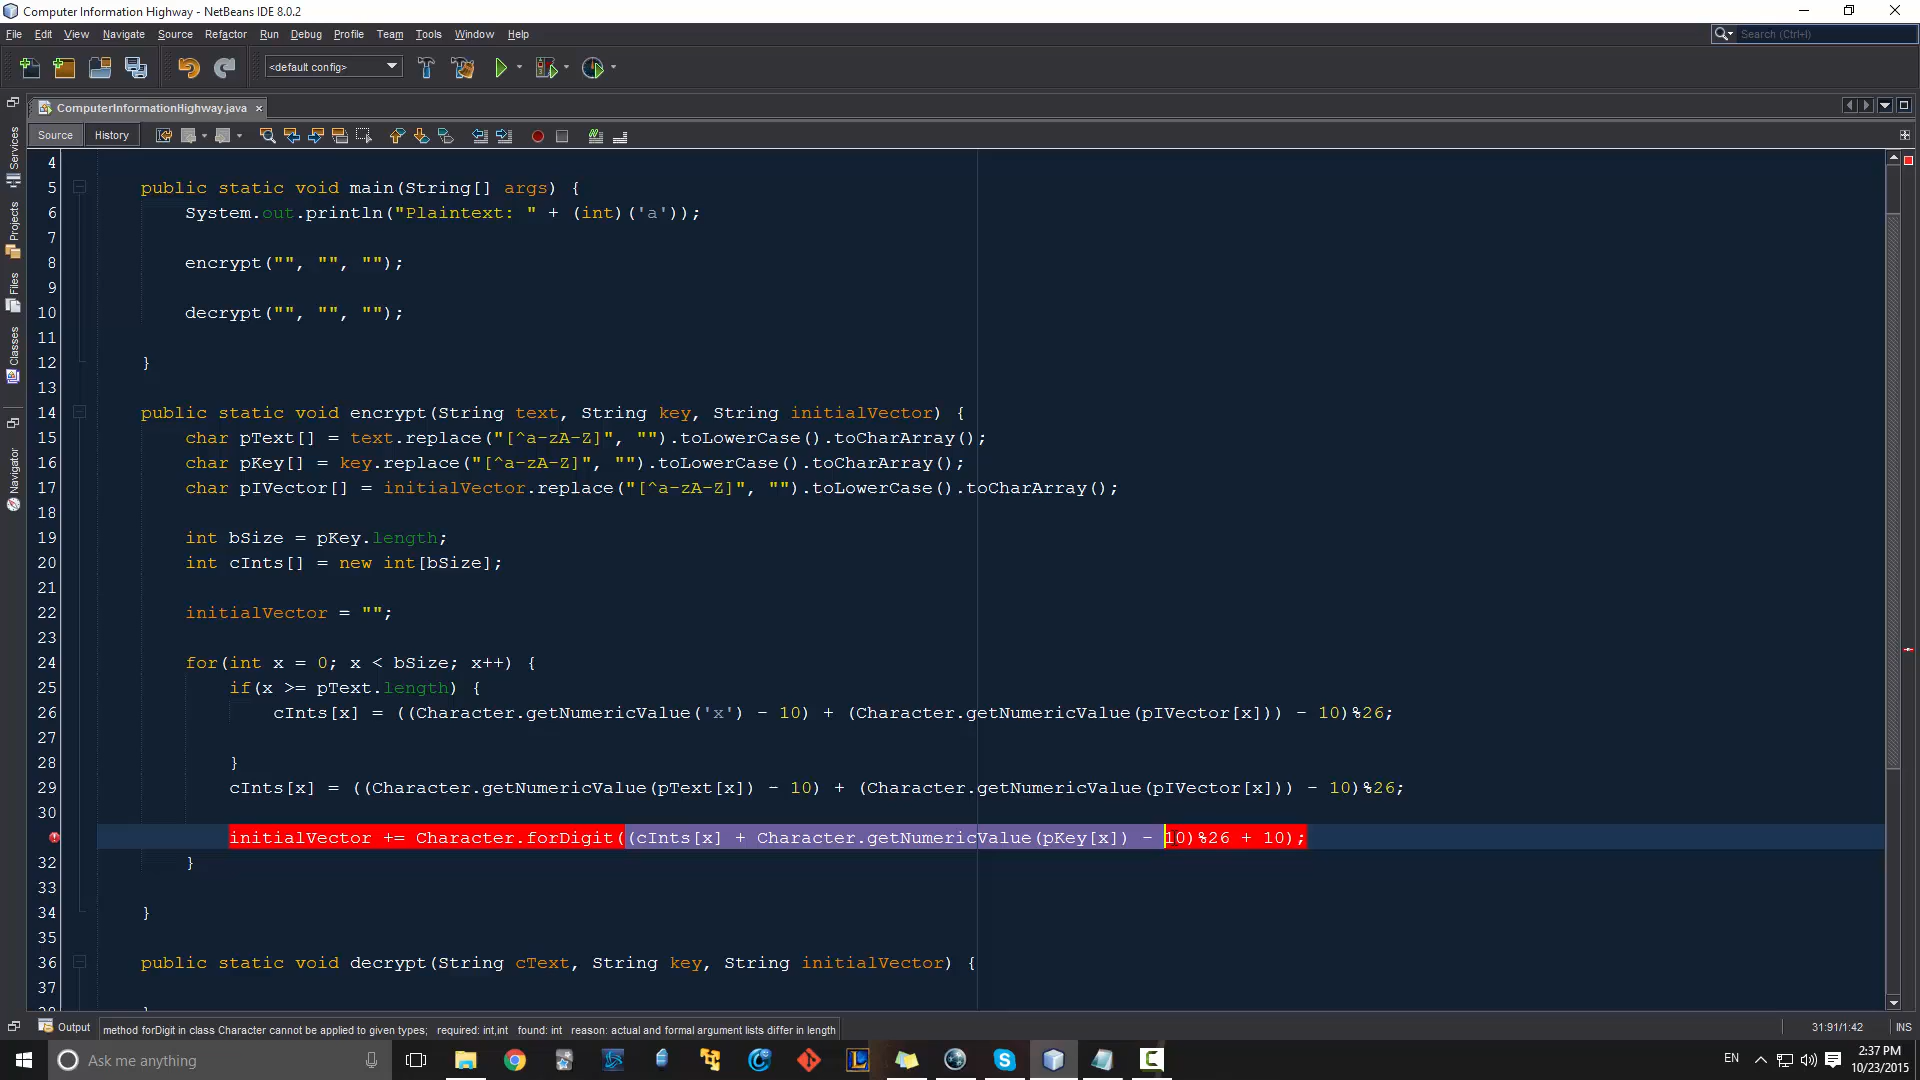 Computer Information Highway - NetBeans IDE 8.0.2
File Edit View Navigate Source Refactor Run Debug Profile Team Tools Window Help
Search (Ctrl+I)
<default config>
ComputerInformationHighway.java
Source History
Services
Projects
Files
Classes
Navigator
4
5 public static void main(String[] args) {
6 System.out.println("Plaintext: " + (int)('a'));
7
8 encrypt("", "", "");
9
10 decrypt("", "", "");
11
12 }
13
14 public static void encrypt(String text, String key, String initialVector) {
15 char pText[] = text.replace("[^a-zA-Z]", "").toLowerCase().toCharArray();
16 char pKey[] = key.replace("[^a-zA-Z]", "").toLowerCase().toCharArray();
17 char pIVector[] = initialVector.replace("[^a-zA-Z]", "").toLowerCase().toCharArray();
18
19 int bSize = pKey.length;
20 int cInts[] = new int[bSize];
21
22 initialVector = "";
23
24 for(int x = 0; x < bSize; x++) {
25 if(x >= pText.length) {
26 cInts[x] = ((Character.getNumericValue('x') - 10) + (Character.getNumericValue(pIVector[x])) - 10)%26;
27
28 }
29 cInts[x] = ((Character.getNumericValue(pText[x]) - 10) + (Character.getNumericValue(pIVector[x])) - 10)%26;
30
initialVector += Character.forDigit((cInts[x] + Character.getNumericValue(pKey[x]) - 10)%26 + 10);
32 }
33
34 }
35
36 public static void decrypt(String cText, String key, String initialVector) {
37
Output method forDigit in class Character cannot be applied to given types; required: int,int found: int reason: actual and formal argument lists differ in length
31:91/1:42 INS
Ask me anything
EN
2:37 PM
10/23/2015